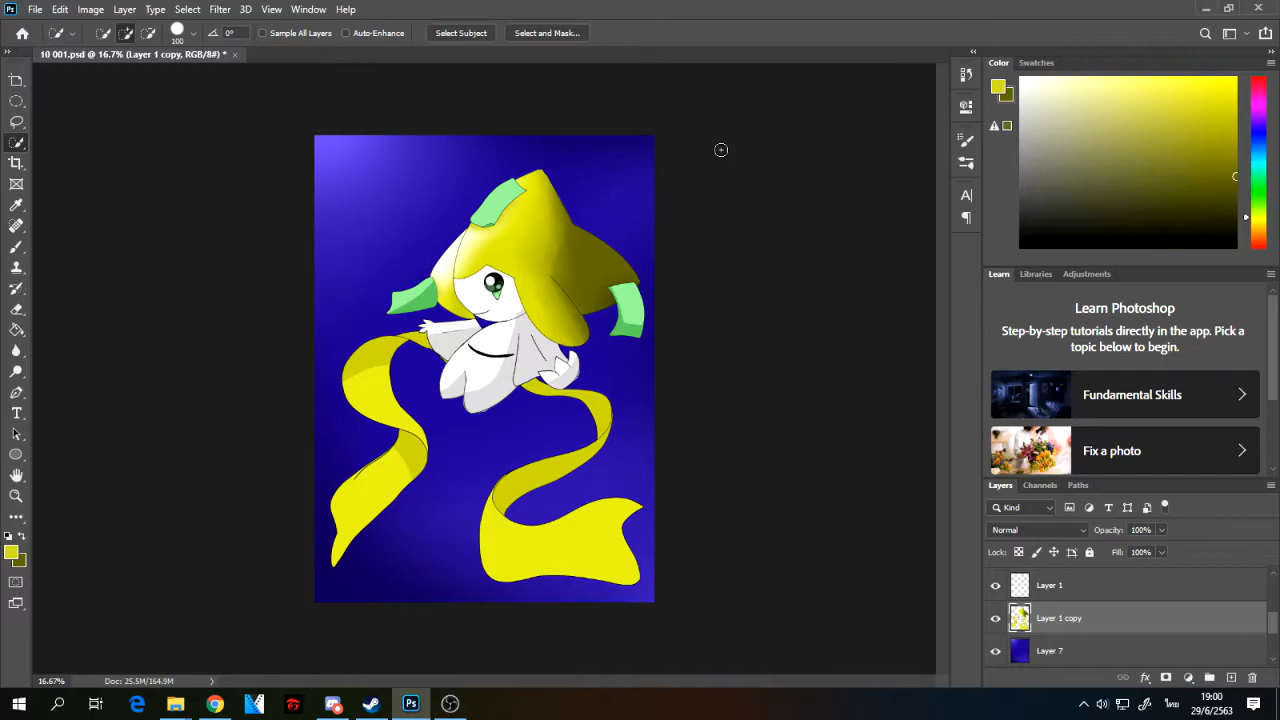 Ps File Edit Image Layer Type Select Filter 3D View Window Help
100 0° Sample All Layers Auto-Enhance Select Subject Select and Mask...
10 001.psd @ 16.7% (Layer 1 copy, RGB/8#) *
Color Swatches
Learn Libraries Adjustments
Learn Photoshop
Step-by-step tutorials directly in the app. Pick a
topic below to begin.
Fundamental Skills
Fix a photo
Layers Channels Paths
Kind
Normal Opacity: 100%
Lock: Fill: 100%
Layer 1
Layer 1 copy
Layer 7
16.67% Doc: 25.5M/164.9M
Ps ไทย 19:00
29/6/2563